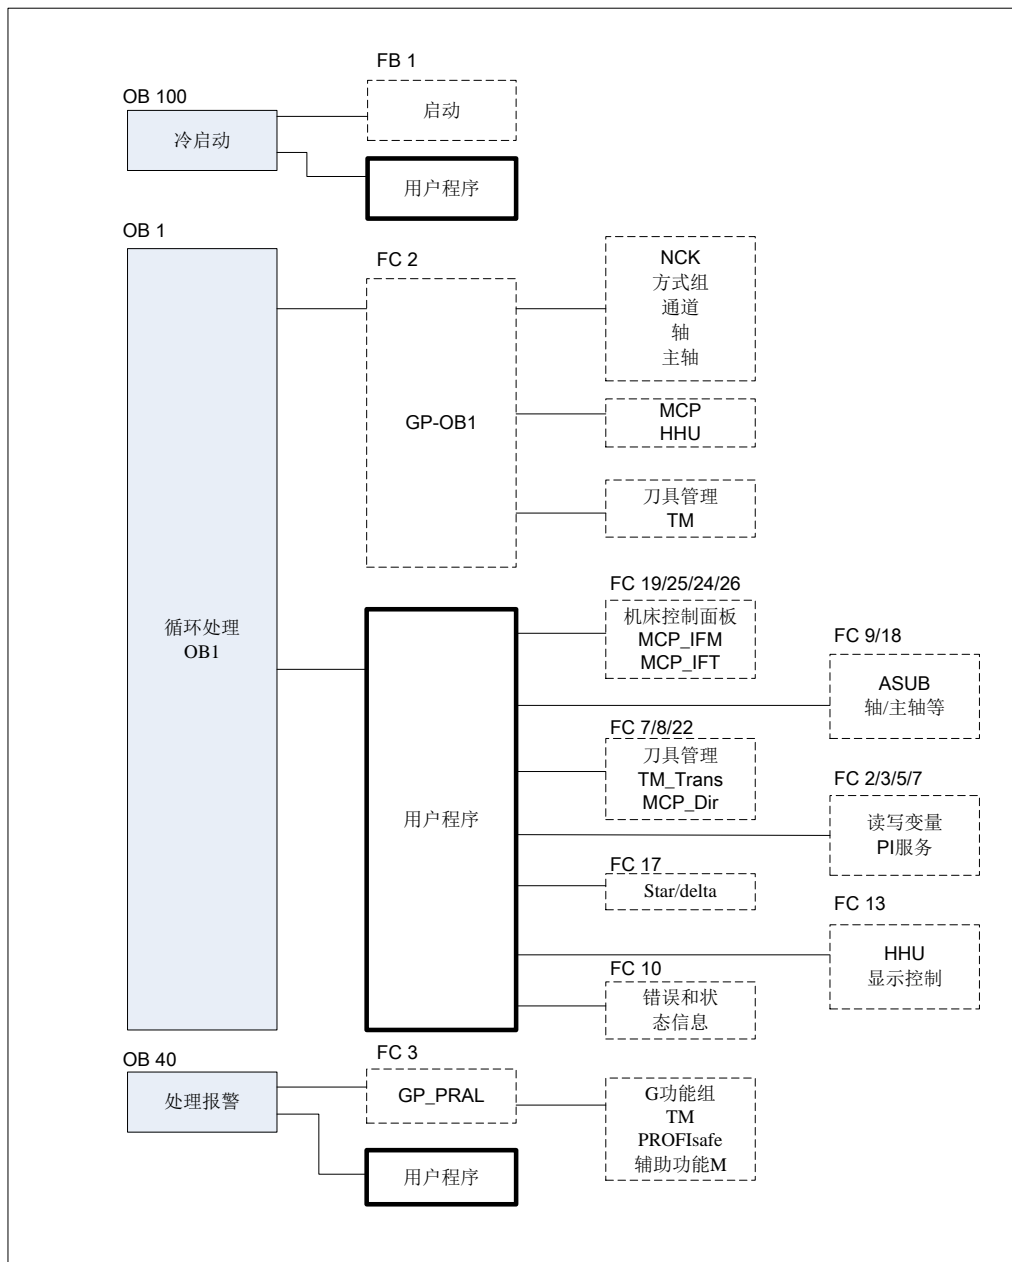 FB 1
启动
OB 100
冷启动
用户程序
OB 1
循环处理
OB1
FC 2
GP-OB1
NCK
方式组
通道
轴
主轴
MCP
HHU
刀具管理
TM
用户程序
FC 19/25/24/26
机床控制面板
MCP_IFM
MCP_IFT
FC 9/18
ASUB
轴/主轴等
FC 7/8/22
刀具管理
TM_Trans
MCP_Dir
FC 2/3/5/7
读写变量
PI服务
FC 17
Star/delta
FC 13
HHU
显示控制
FC 10
错误和状
态信息
OB 40
处理报警
FC 3
GP_PRAL
G功能组
TM
PROFIsafe
辅助功能M
用户程序